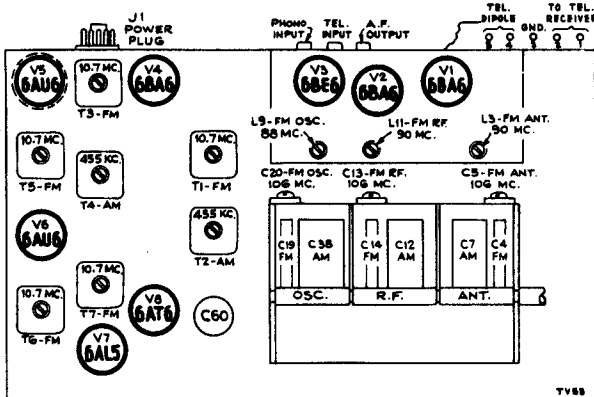 J1
POWER
PLUG
PHONO
INPUT
TEL.
INPUT
A.F.
OUTPUT
TEL.
DIPOLE
GND.
TO TEL.
RECEIVER
V5
6AU6
10.7 MC.
T3-FM
V4
6BA6
V3
6BE6
V2
6BA6
V1
6BA6
L9-FM OSC.
88 MC.
L11-FM RF.
90 MC.
L3-FM ANT.
90 MC.
10.7 MC.
T5-FM
455 KC.
T4-AM
10.7 MC.
T1-FM
C20-FM OSC.
106 MC.
C13-FM RF.
106 MC.
C5-FM ANT.
106 MC.
V6
6AU6
455 KC.
T2-AM
C19
FM
C38
AM
C14
FM
C12
AM
C7
AM
C4
FM
OSC.
R.F.
ANT.
10.7 MC.
T6-FM
10.7 MC.
T7-FM
V8
6AT6
C60
V7
6AL5